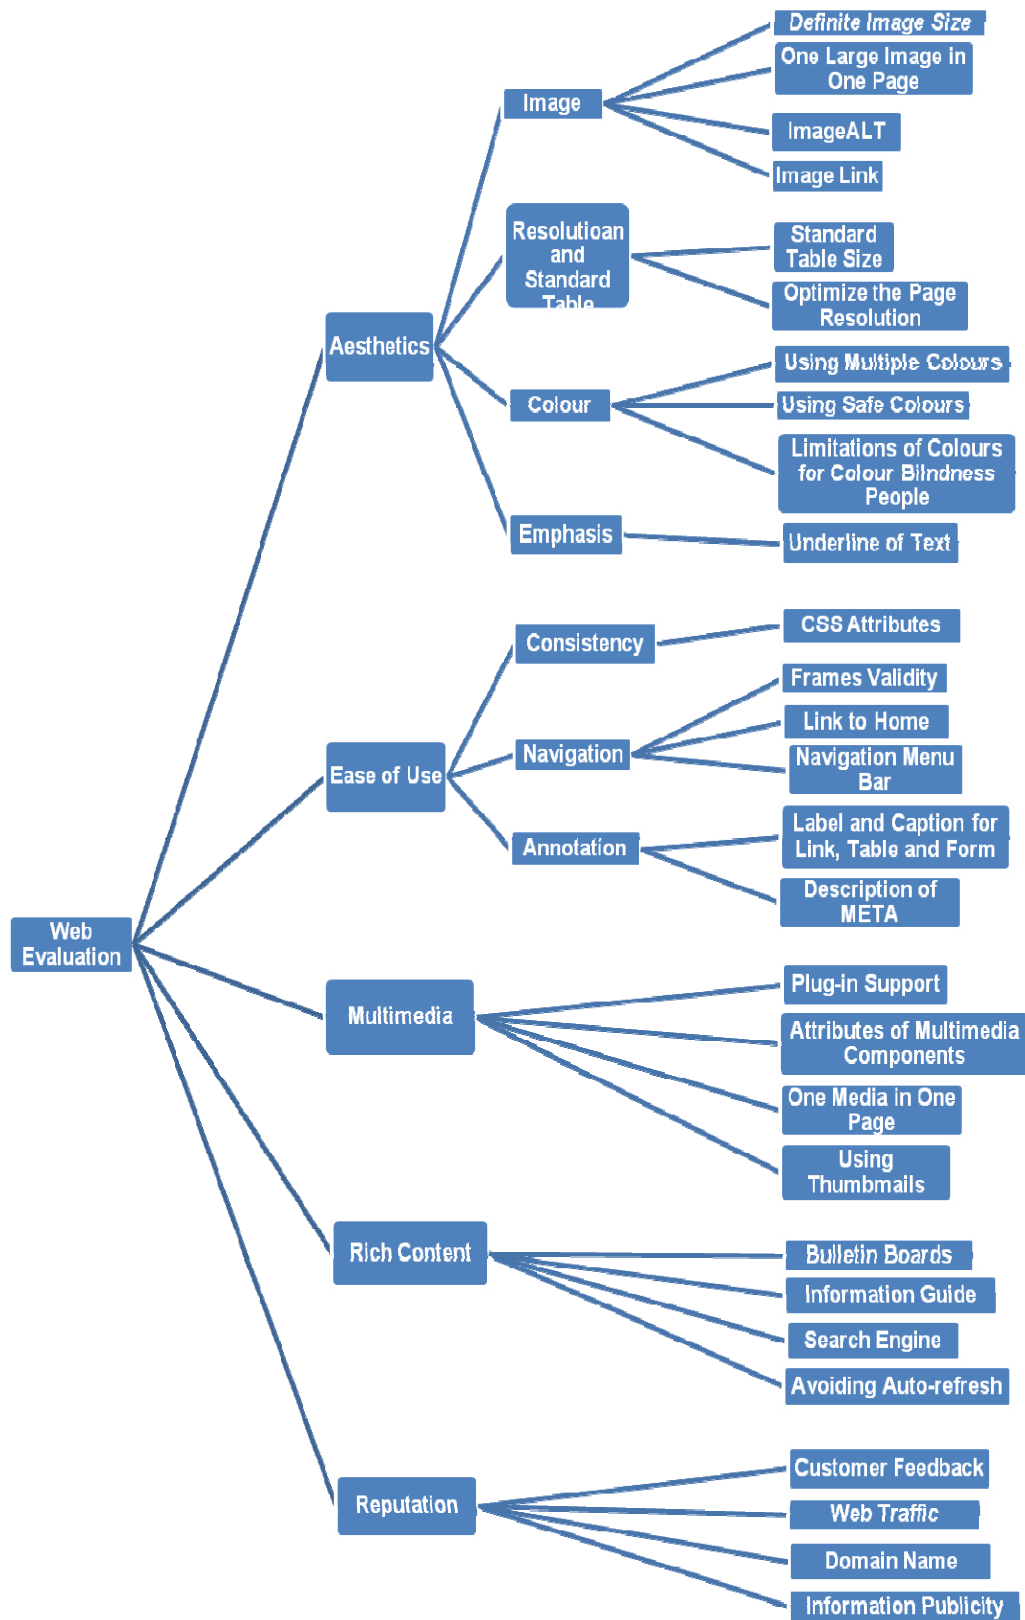 Web
Evaluation
Aesthetics
Image
Definite Image Size
One Large Image in
One Page
ImageALT
Image Link
Resolutioan
and
Standard
Table
Standard
Table Size
Optimize the Page
Resolution
Colour
Using Multiple Colours
Using Safe Colours
Limitations of Colours
for Colour Bilndness
People
Emphasis
Underline of Text
Ease of Use
Consistency
CSS Attributes
Navigation
Frames Validity
Link to Home
Navigation Menu
Bar
Annotation
Label and Caption for
Link, Table and Form
Description of
META
Multimedia
Plug-in Support
Attributes of Multimedia
Components
One Media in One
Page
Using
Thumbmails
Rich Content
Bulletin Boards
Information Guide
Search Engine
Avoiding Auto-refresh
Reputation
Customer Feedback
Web Traffic
Domain Name
Information Publicity